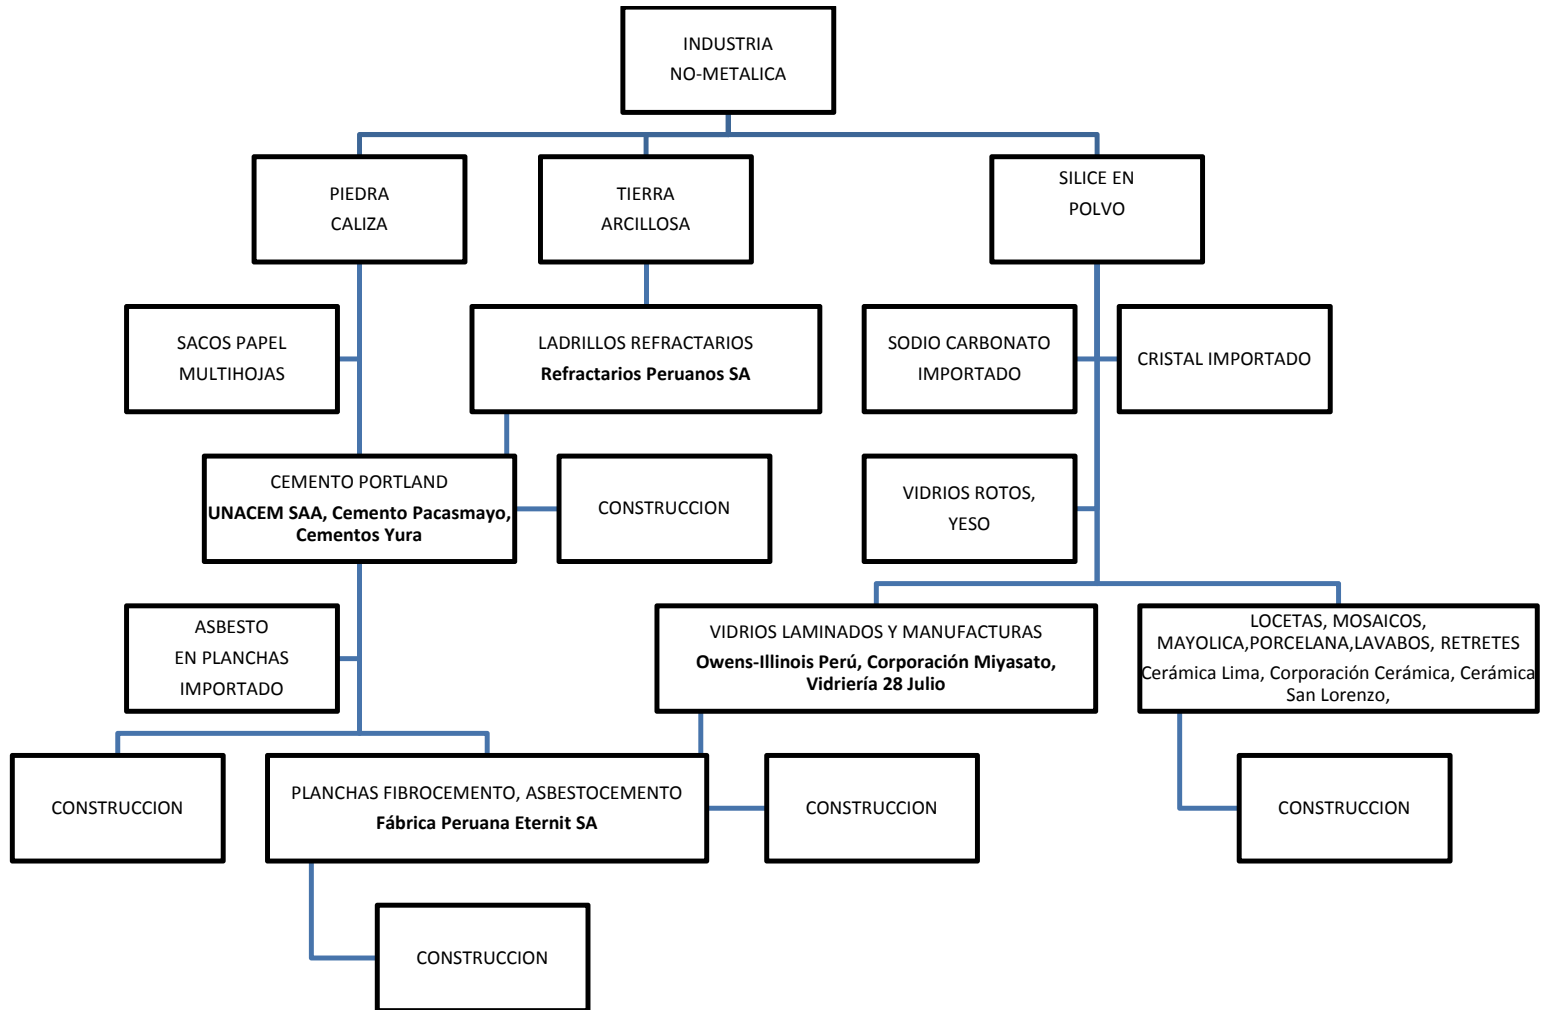 INDUSTRIA
NO-METALICA
PIEDRA
CALIZA
TIERRA
ARCILLOSA
SILICE EN
POLVO
SACOS PAPEL
MULTIHOJAS
LADRILLOS REFRACTARIOS
Refractarios Peruanos SA
SODIO CARBONATO
IMPORTADO
CRISTAL IMPORTADO
CEMENTO PORTLAND
UNACEM SAA, Cemento Pacasmayo,
Cementos Yura
CONSTRUCCION
VIDRIOS ROTOS,
YESO
ASBESTO
EN PLANCHAS
IMPORTADO
VIDRIOS LAMINADOS Y MANUFACTURAS
Owens-Illinois Perú, Corporación Miyasato,
Vidriería 28 Julio
LOCETAS, MOSAICOS,
MAYOLICA,PORCELANA,LAVABOS, RETRETES
Cerámica Lima, Corporación Cerámica, Cerámica
San Lorenzo,
CONSTRUCCION
PLANCHAS FIBROCEMENTO, ASBESTOCEMENTO
Fábrica Peruana Eternit SA
CONSTRUCCION
CONSTRUCCION
CONSTRUCCION